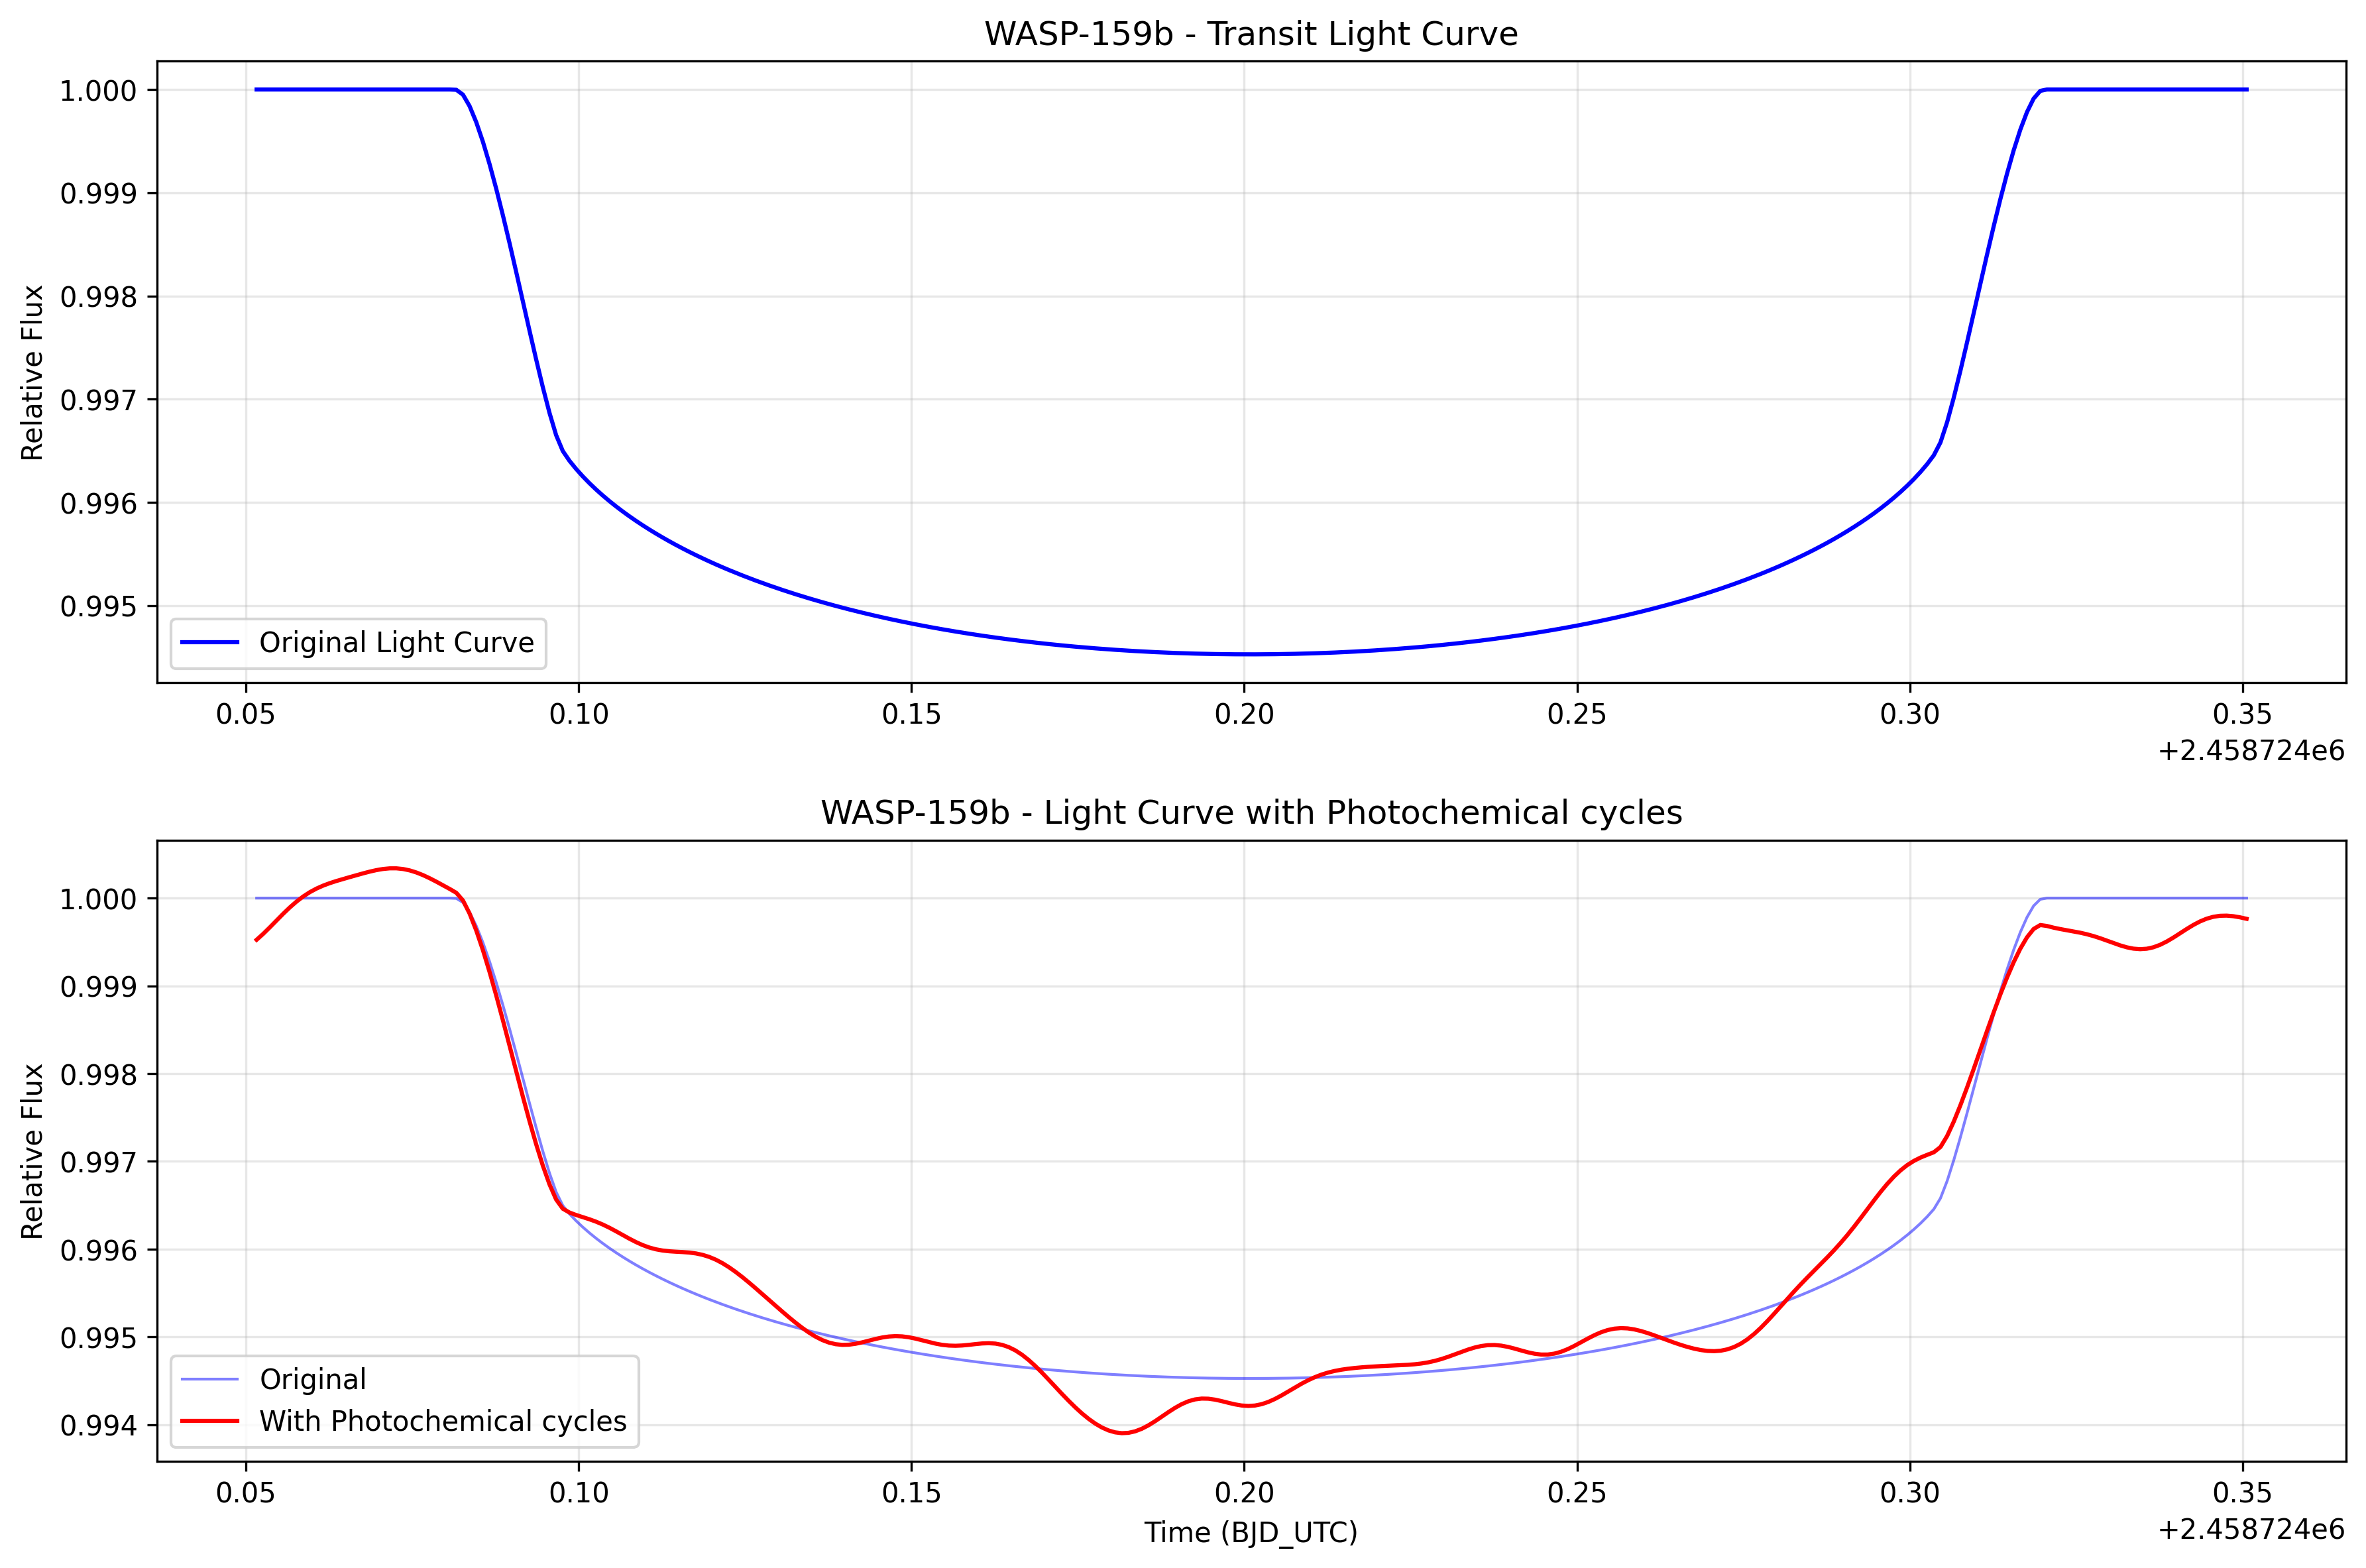 WASP-159b - Transit Light Curve
Relative Flux
1.000
0.999
0.998
0.997
0.996
0.995
Original Light Curve
0.05 0.10 0.15 0.20 0.25 0.30 0.35
+2.458724e6
WASP-159b - Light Curve with Photochemical cycles
Relative Flux
1.000
0.999
0.998
0.997
0.996
0.995
0.994
Original
With Photochemical cycles
0.05 0.10 0.15 0.20 0.25 0.30 0.35
Time (BJD_UTC)
+2.458724e6